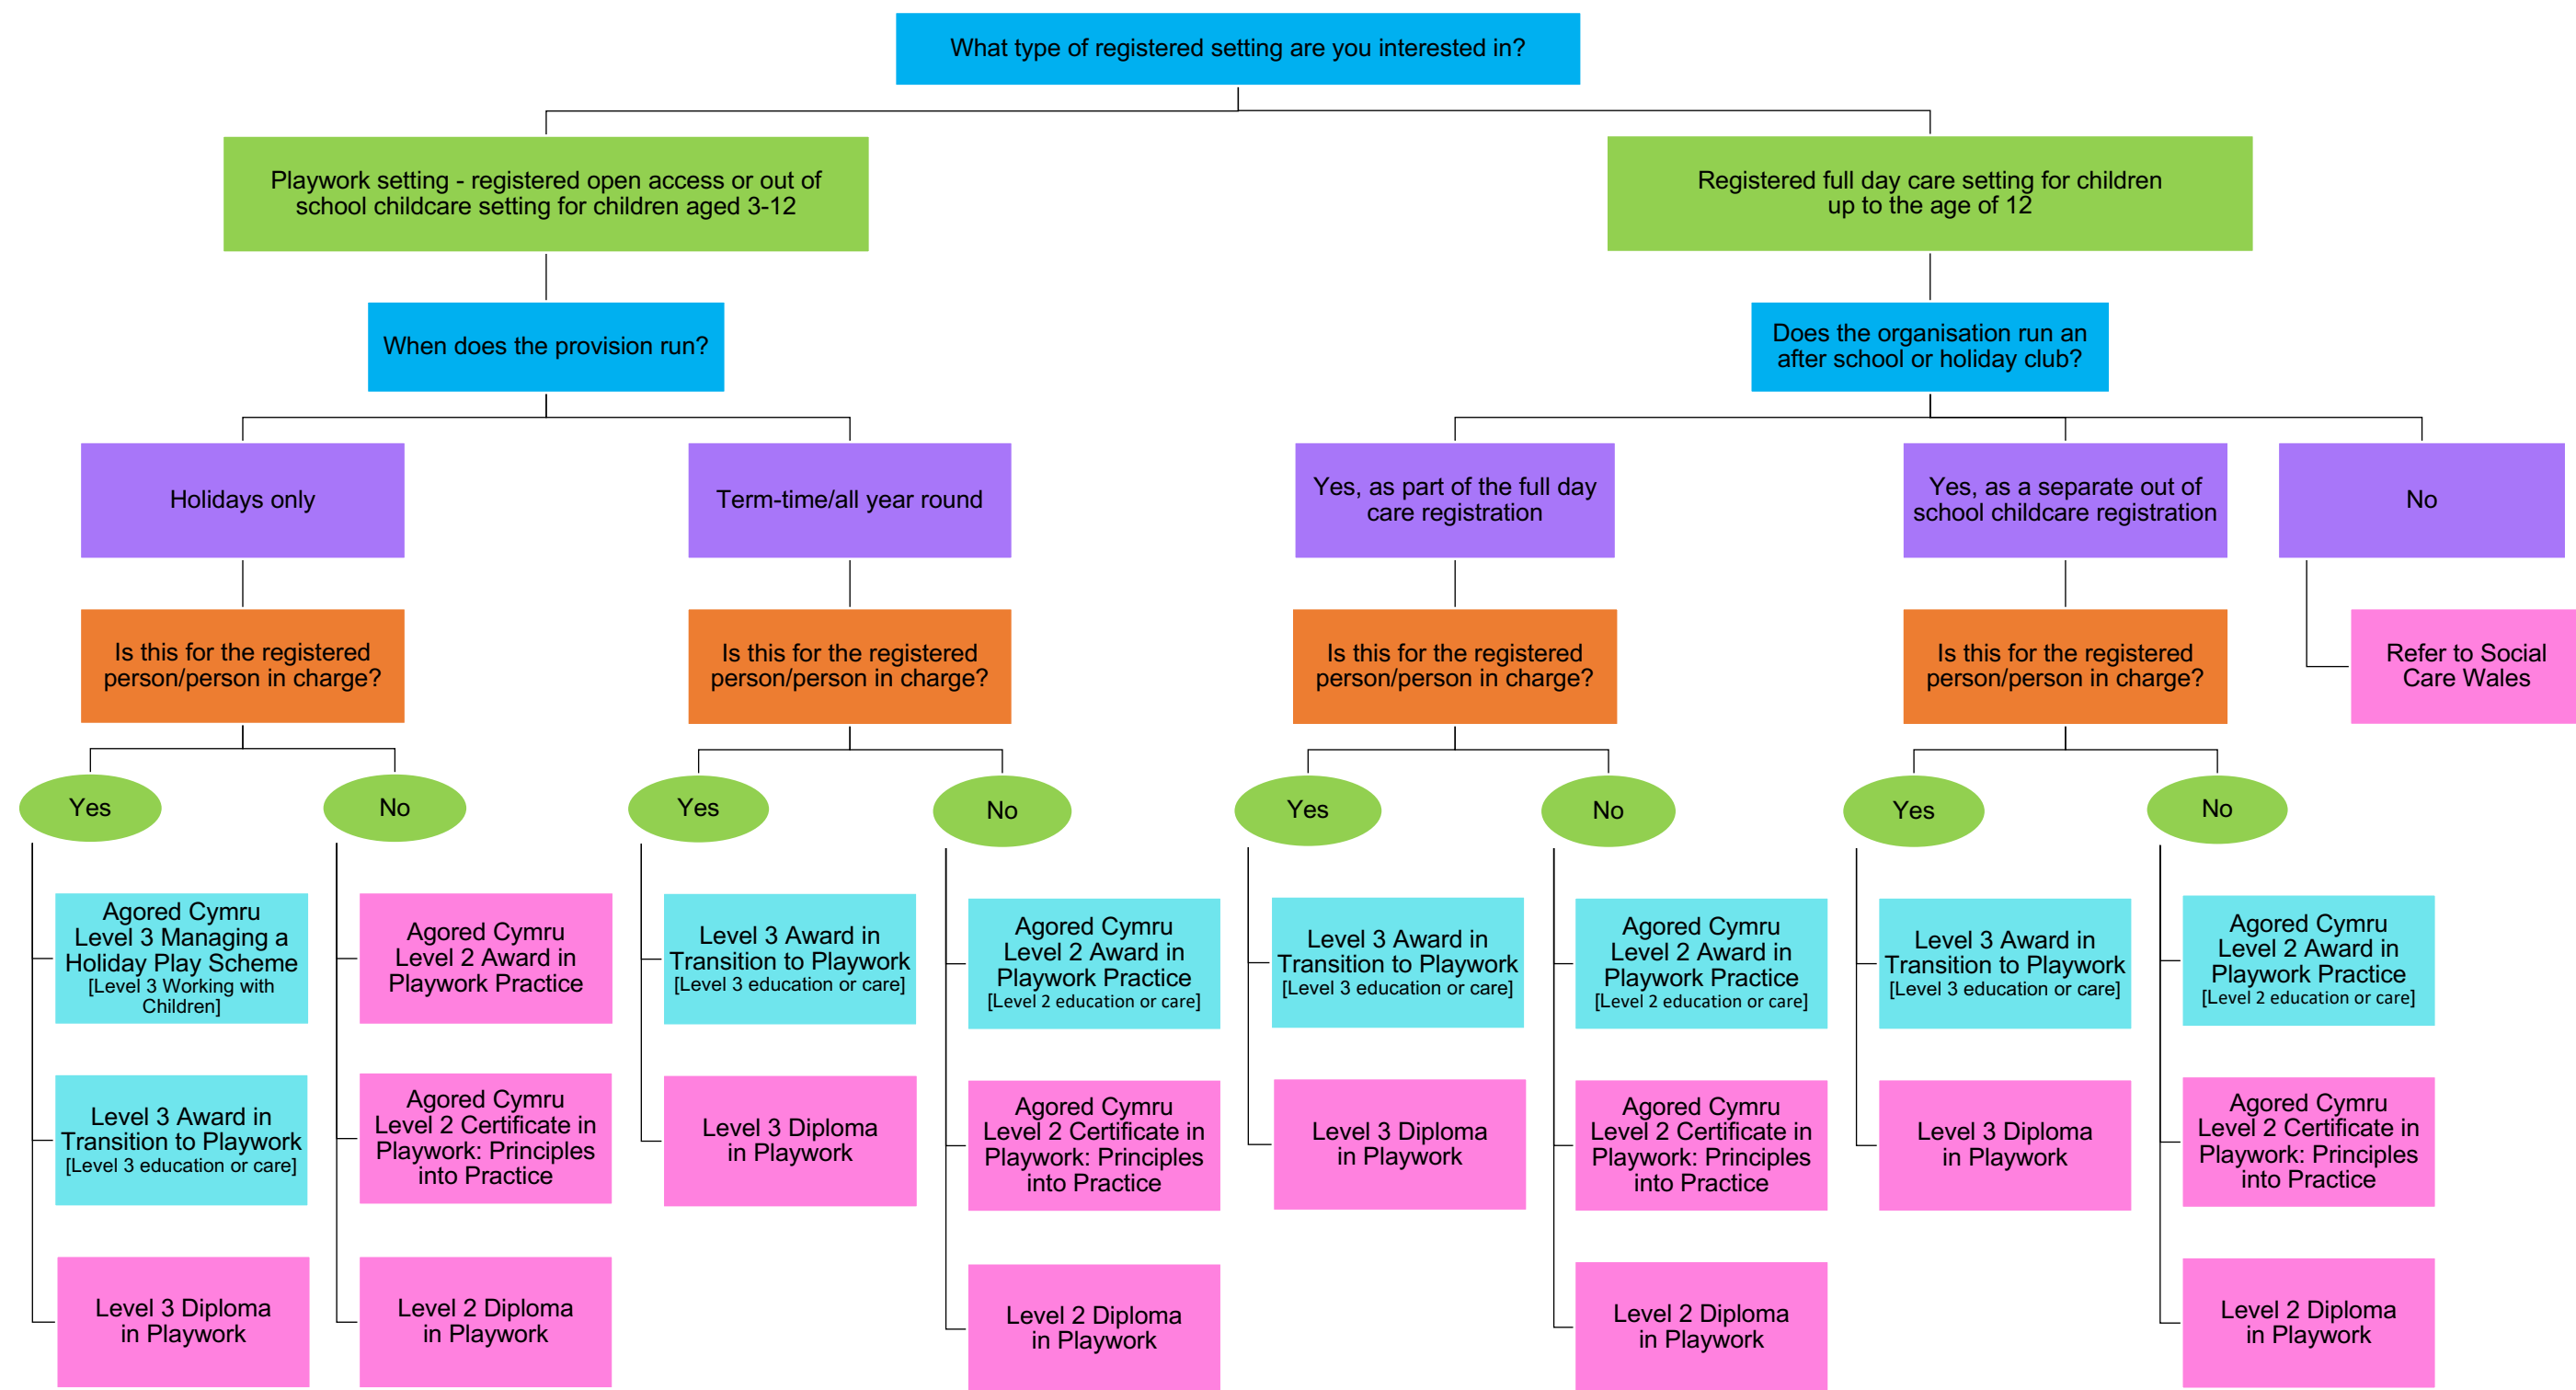 What type of registered setting are you interested in?
Playwork setting - registered open access or out of
school childcare setting for children aged 3-12
Registered full day care setting for children
up to the age of 12
When does the provision run?
Does the organisation run an
after school or holiday club?
Holidays only
Term-time/all year round
Yes, as part of the full day
care registration
Yes, as a separate out of
school childcare registration
No
Is this for the registered
person/person in charge?
Is this for the registered
person/person in charge?
Is this for the registered
person/person in charge?
Is this for the registered
person/person in charge?
Refer to Social
Care Wales
Yes
No
Yes
No
Yes
No
Yes
No
Agored Cymru
Level 3 Managing a
Holiday Play Scheme
[Level 3 Working with
Children]
Agored Cymru
Level 2 Award in
Playwork Practice
Level 3 Award in
Transition to Playwork
[Level 3 education or care]
Agored Cymru
Level 2 Award in
Playwork Practice
[Level 2 education or care]
Level 3 Award in
Transition to Playwork
[Level 3 education or care]
Agored Cymru
Level 2 Award in
Playwork Practice
[Level 2 education or care]
Level 3 Award in
Transition to Playwork
[Level 3 education or care]
Agored Cymru
Level 2 Award in
Playwork Practice
[Level 2 education or care]
Level 3 Award in
Transition to Playwork
[Level 3 education or care]
Agored Cymru
Level 2 Certificate in
Playwork: Principles
into Practice
Level 3 Diploma
in Playwork
Agored Cymru
Level 2 Certificate in
Playwork: Principles
into Practice
Level 3 Diploma
in Playwork
Agored Cymru
Level 2 Certificate in
Playwork: Principles
into Practice
Level 3 Diploma
in Playwork
Agored Cymru
Level 2 Certificate in
Playwork: Principles
into Practice
Level 3 Diploma
in Playwork
Level 2 Diploma
in Playwork
Level 2 Diploma
in Playwork
Level 2 Diploma
in Playwork
Level 2 Diploma
in Playwork